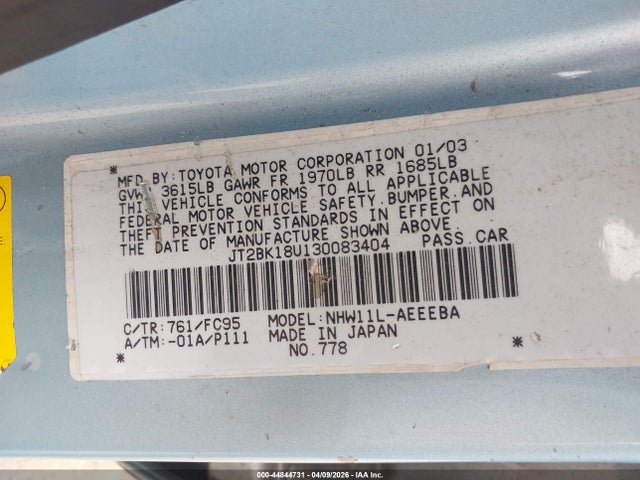 MFD BY:TOYOTA MOTOR CORPORATION 01/03
GVWR 3615LB GAWR FR 1970LB RR 1685LB
THIS VEHICLE CONFORMS TO ALL APPLICABLE
FEDERAL MOTOR VEHICLE SAFETY,BUMPER,AND
THEFT PREVENTION STANDARDS IN EFFECT ON
THE DATE OF MANUFACTURE SHOWN ABOVE.
JT2BK18U130083404 PASS.CAR
C/TR:761/FC95 MODEL:NHW11L-AEEEBA
A/TM:-01A/P111 MADE IN JAPAN
NO.778
000-44844731 - 04/09/2026 - IAA Inc.